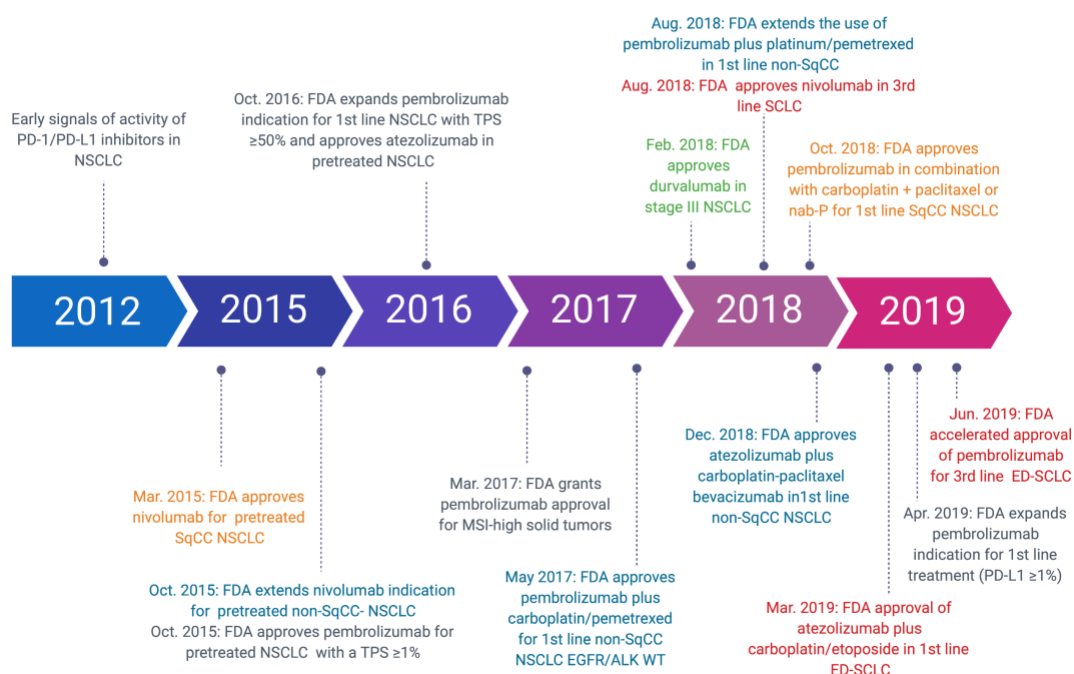 Aug. 2018: FDA extends the use of
pembrolizumab plus platinum/pemetrexed
in 1st line non-SqCC
Aug. 2018: FDA approves nivolumab in 3rd
line SCLC
Oct. 2016: FDA expands pembrolizumab
indication for 1st line NSCLC with TPS
≥50% and approves atezolizumab in
pretreated NSCLC
Early signals of activity of
PD-1/PD-L1 inhibitors in
NSCLC
Feb. 2018: FDA
approves
durvalumab in
stage III NSCLC
Oct. 2018: FDA approves
pembrolizumab in combination
with carboplatin + paclitaxel or
nab-P for 1st line SqCC NSCLC
2012
2015
2016
2017
2018
2019
Mar. 2015: FDA approves
nivolumab for pretreated
SqCC NSCLC
Oct. 2015: FDA extends nivolumab indication
for pretreated non-SqCC- NSCLC
Oct. 2015: FDA approves pembrolizumab for
pretreated NSCLC with a TPS ≥1%
Mar. 2017: FDA grants
pembrolizumab approval
for MSI-high solid tumors
May 2017: FDA approves
pembrolizumab plus
carboplatin/pemetrexed
for 1st line non-SqCC
NSCLC EGFR/ALK WT
Dec. 2018: FDA approves
atezolizumab plus
carboplatin-paclitaxel
bevacizumab in1st line
non-SqCC NSCLC
Mar. 2019: FDA approval of
atezolizumab plus
carboplatin/etoposide in 1st line
ED-SCLC
Apr. 2019: FDA expands
pembrolizumab
indication for 1st line
treatment (PD-L1 ≥1%)
Jun. 2019: FDA
accelerated approval
of pembrolizumab
for 3rd line ED-SCLC